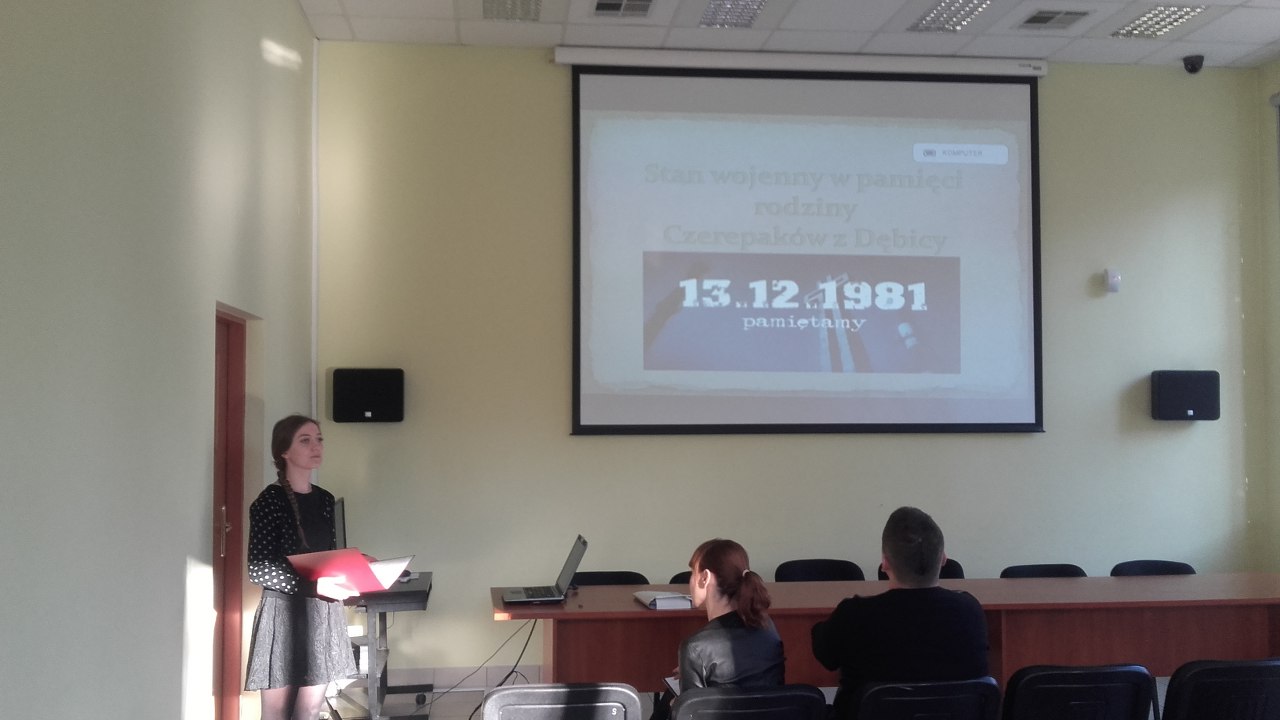 KOMPUTER
Stan wojenny w pamięci
rodziny
Czerepaków z Dębicy
13.12.1981
pamiętamy